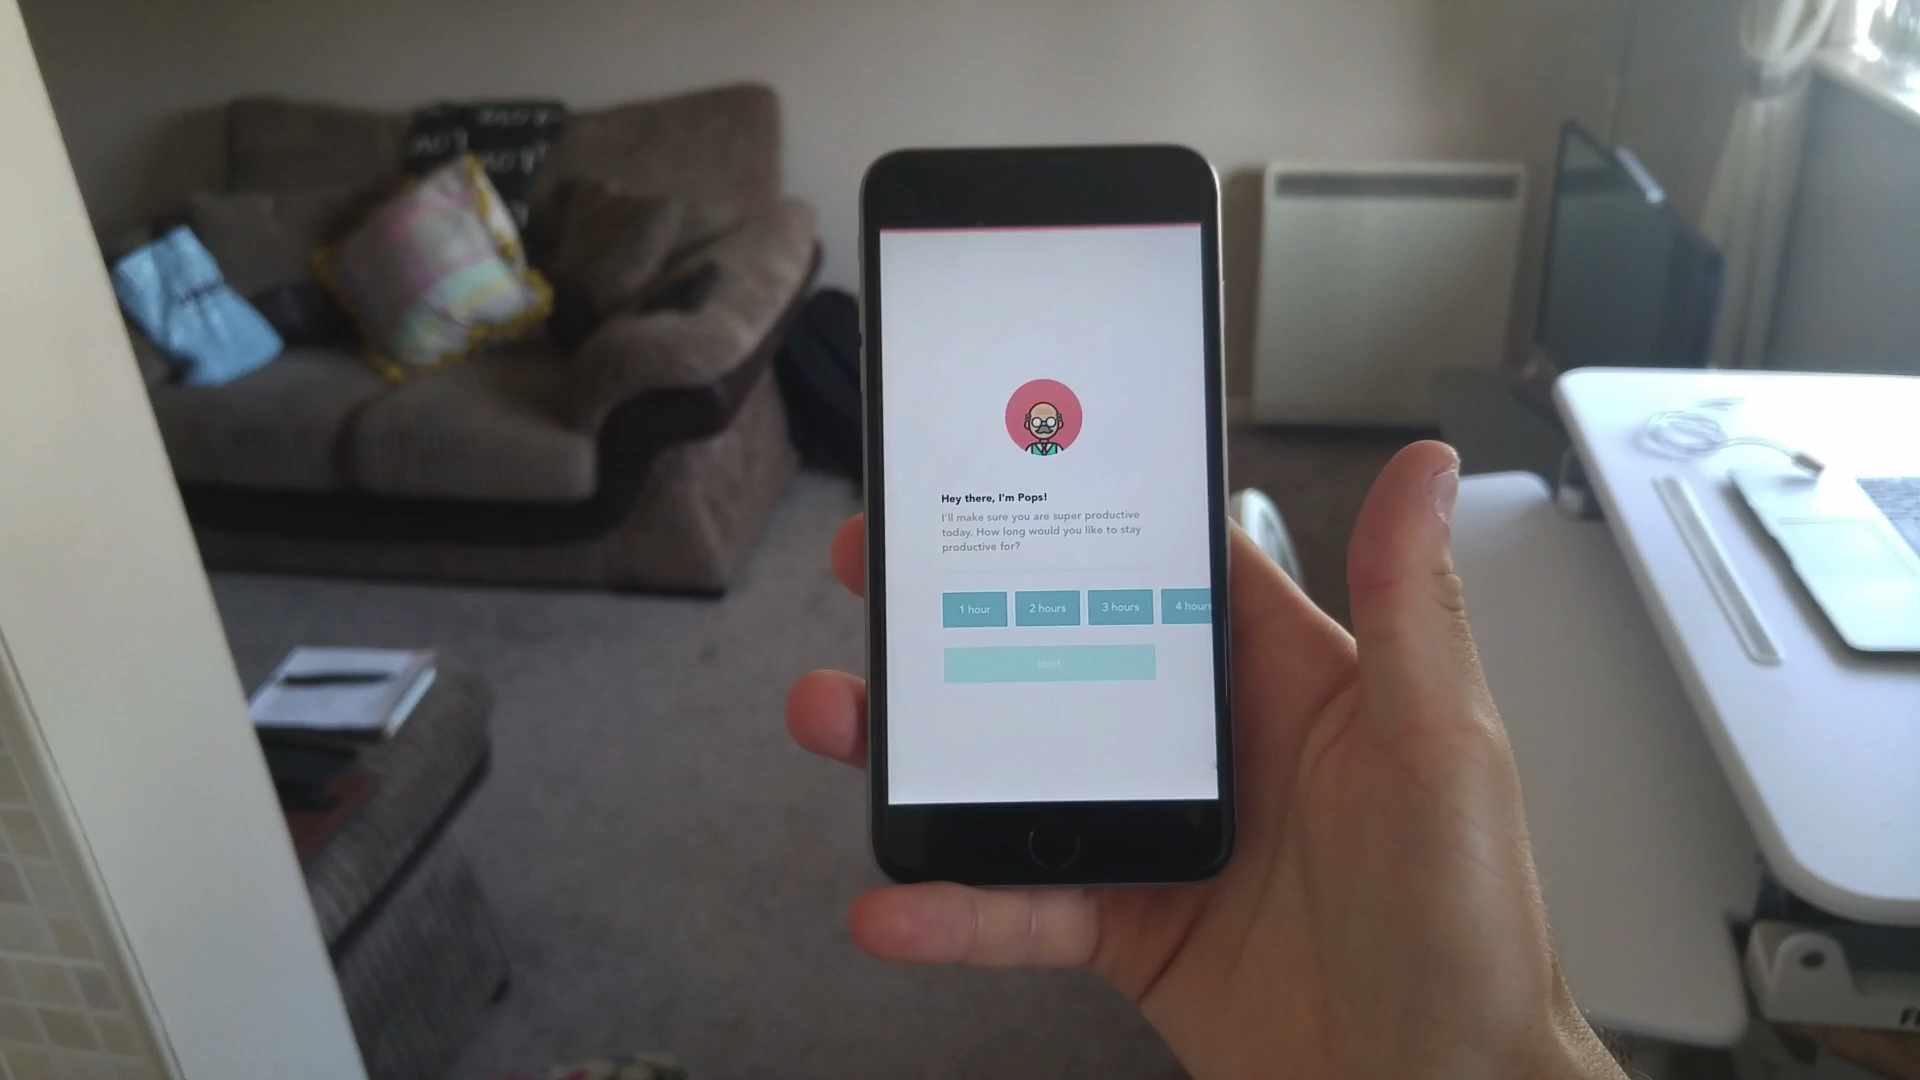 Hey there, I'm Pops!
I'll make sure you are super productive
today. How long would you like to stay
productive for?
1 hour
2 hours
3 hours
4 hours
start